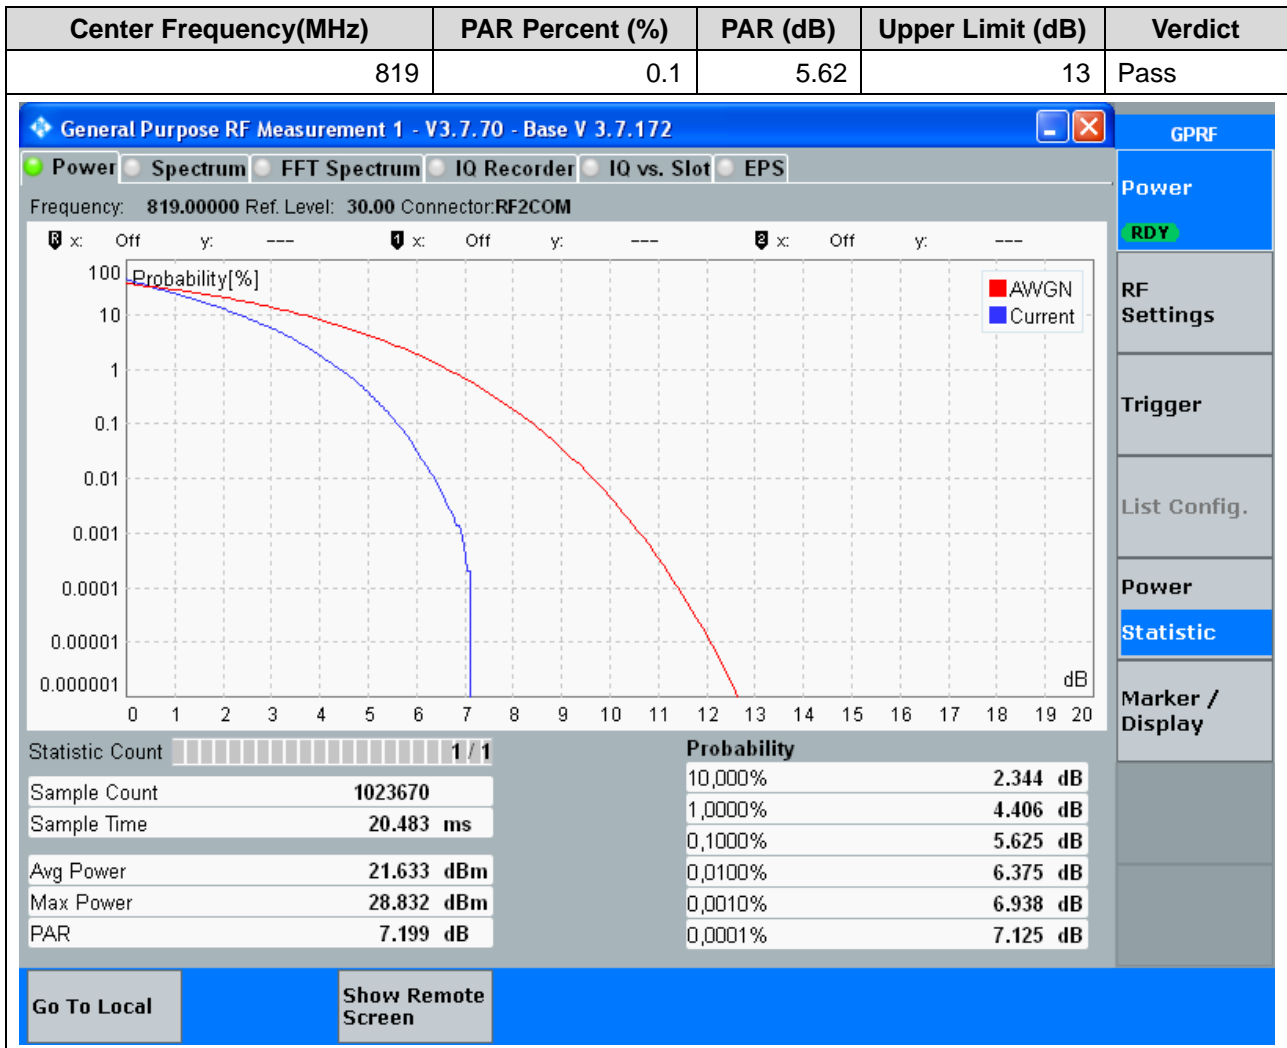 Center Frequency(MHz) PAR Percent (%) PAR (dB) Upper Limit (dB) Verdict
819 0.1 5.62 13 Pass
General Purpose RF Measurement 1 - V3.7.70 - Base V 3.7.172
GPRF
Power Spectrum FFT Spectrum IQ Recorder IQ vs. Slot EPS
Power
RDY
Frequency: 819.00000 Ref. Level: 30.00 Connector:RF2COM
R x: Off y: --- 1 x: Off y: --- 2 x: Off y: ---
Probability[%]
AWGN
Current
100
10
1
0.1
0.01
0.001
0.0001
0.00001
0.000001
dB
0 1 2 3 4 5 6 7 8 9 10 11 12 13 14 15 16 17 18 19 20
RF
Settings
Trigger
List Config.
Power
Statistic
Marker /
Display
Statistic Count 1 / 1
Sample Count 1023670
Sample Time 20.483 ms
Avg Power 21.633 dBm
Max Power 28.832 dBm
PAR 7.199 dB
Probability
10,000% 2.344 dB
1,0000% 4.406 dB
0,1000% 5.625 dB
0,0100% 6.375 dB
0,0010% 6.938 dB
0,0001% 7.125 dB
Go To Local
Show Remote
Screen